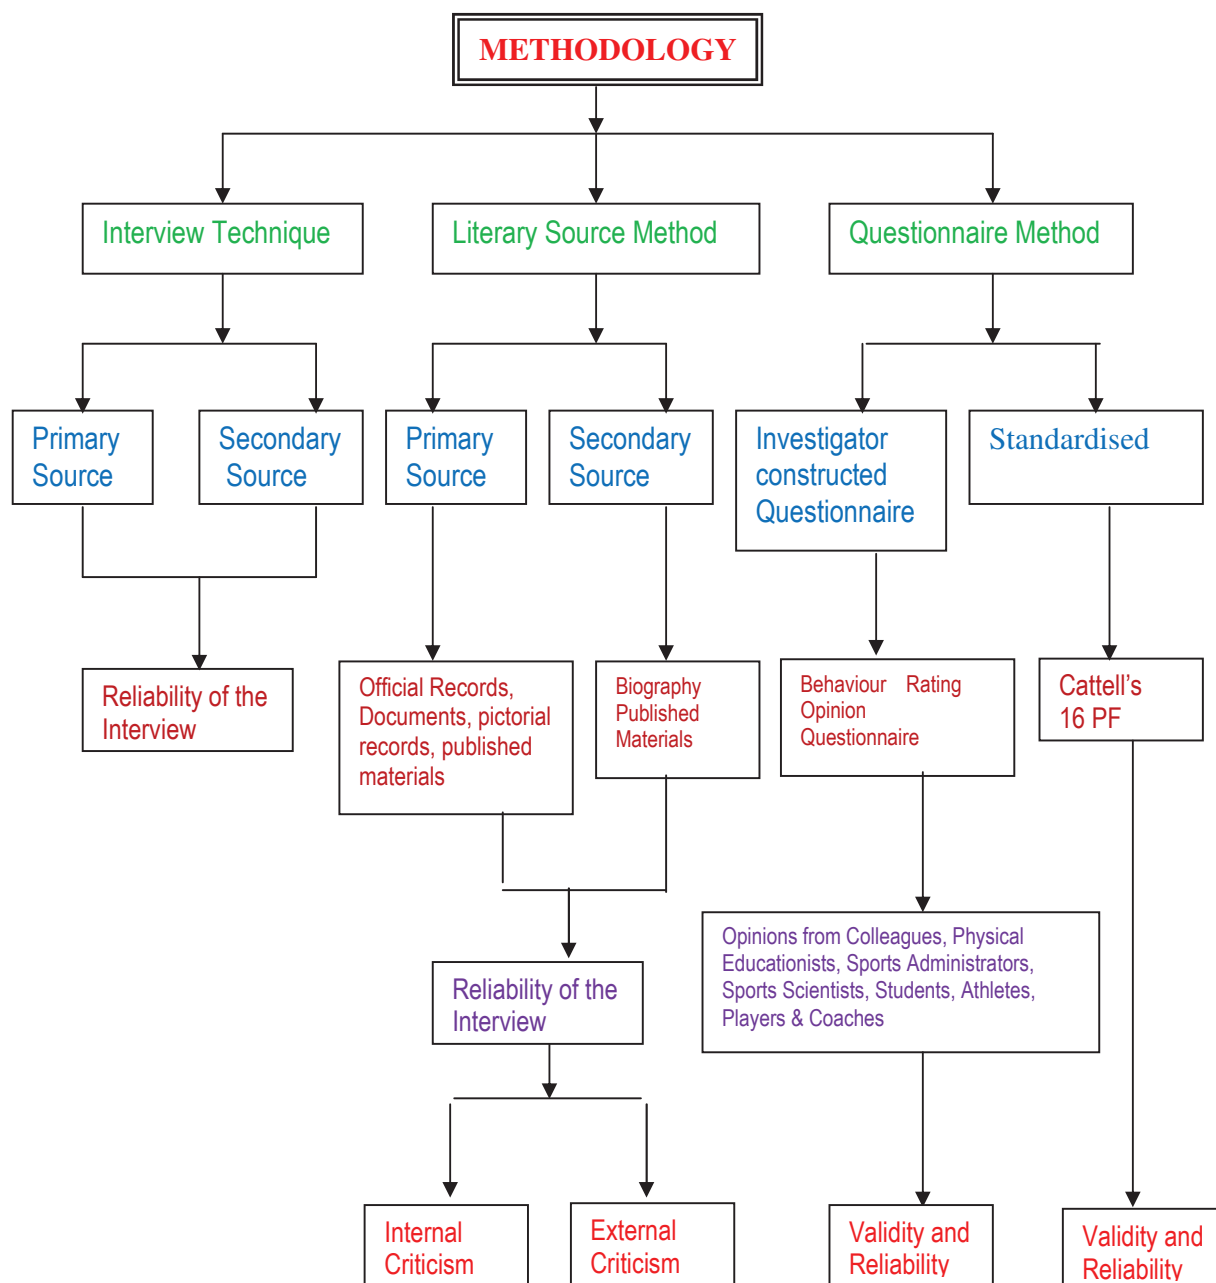 METHODOLOGY
Interview Technique
Literary Source Method
Questionnaire Method
Primary
Source
Secondary
Source
Primary
Source
Secondary
Source
Investigator
constructed
Questionnaire
Standardised
Reliability of the
Interview
Official Records,
Documents, pictorial
records, published
materials
Biography
Published
Materials
Behaviour Rating
Opinion
Questionnaire
Cattell’s
16 PF
Reliability of the
Interview
Opinions from Colleagues, Physical
Educationists, Sports Administrators,
Sports Scientists, Students, Athletes,
Players & Coaches
Internal
Criticism
External
Criticism
Validity and
Reliability
Validity and
Reliability